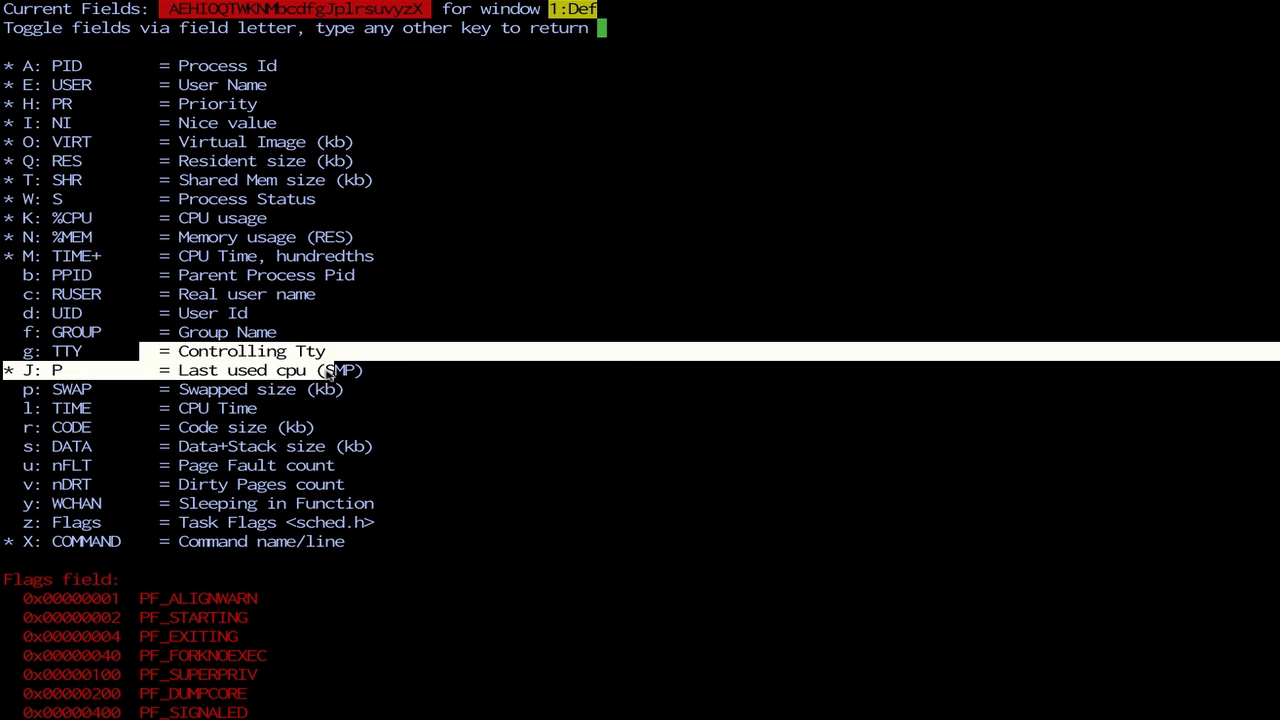 Current Fields: AEHIOQTWKNMbcdfgJplrsuvyzX for window 1:Def
Toggle fields via field letter, type any other key to return
* A: PID = Process Id
* E: USER = User Name
* H: PR = Priority
* I: NI = Nice value
* O: VIRT = Virtual Image (kb)
* Q: RES = Resident size (kb)
* T: SHR = Shared Mem size (kb)
* W: S = Process Status
* K: %CPU = CPU usage
* N: %MEM = Memory usage (RES)
* M: TIME+ = CPU Time, hundredths
b: PPID = Parent Process Pid
c: RUSER = Real user name
d: UID = User Id
f: GROUP = Group Name
g: TTY = Controlling Tty
* J: P = Last used cpu (SMP)
p: SWAP = Swapped size (kb)
l: TIME = CPU Time
r: CODE = Code size (kb)
s: DATA = Data+Stack size (kb)
u: nFLT = Page Fault count
v: nDRT = Dirty Pages count
y: WCHAN = Sleeping in Function
z: Flags = Task Flags <sched.h>
* X: COMMAND = Command name/line
Flags field:
0x00000001 PF_ALIGNWARN
0x00000002 PF_STARTING
0x00000004 PF_EXITING
0x00000040 PF_FORKNOEXEC
0x00000100 PF_SUPERPRIV
0x00000200 PF_DUMPCORE
0x00000400 PF_SIGNALED